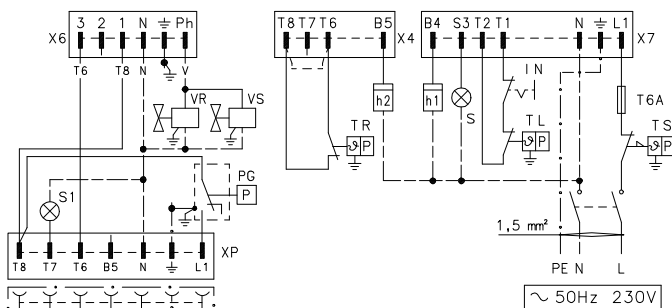 3 2 1 N Ph
X6
T6 T8 N V
T8 T7 T6 B5
X4
B4 S3 T2 T1 N L1
X7
VR VS
h2
h1
S
IN
T6A
TR
ϑ P
TL
ϑ P
TS
ϑ P
S1
PG
P
XP
T8 T7 T6 B5 N L1
1,5 mm²
PE N L
~ 50Hz 230V